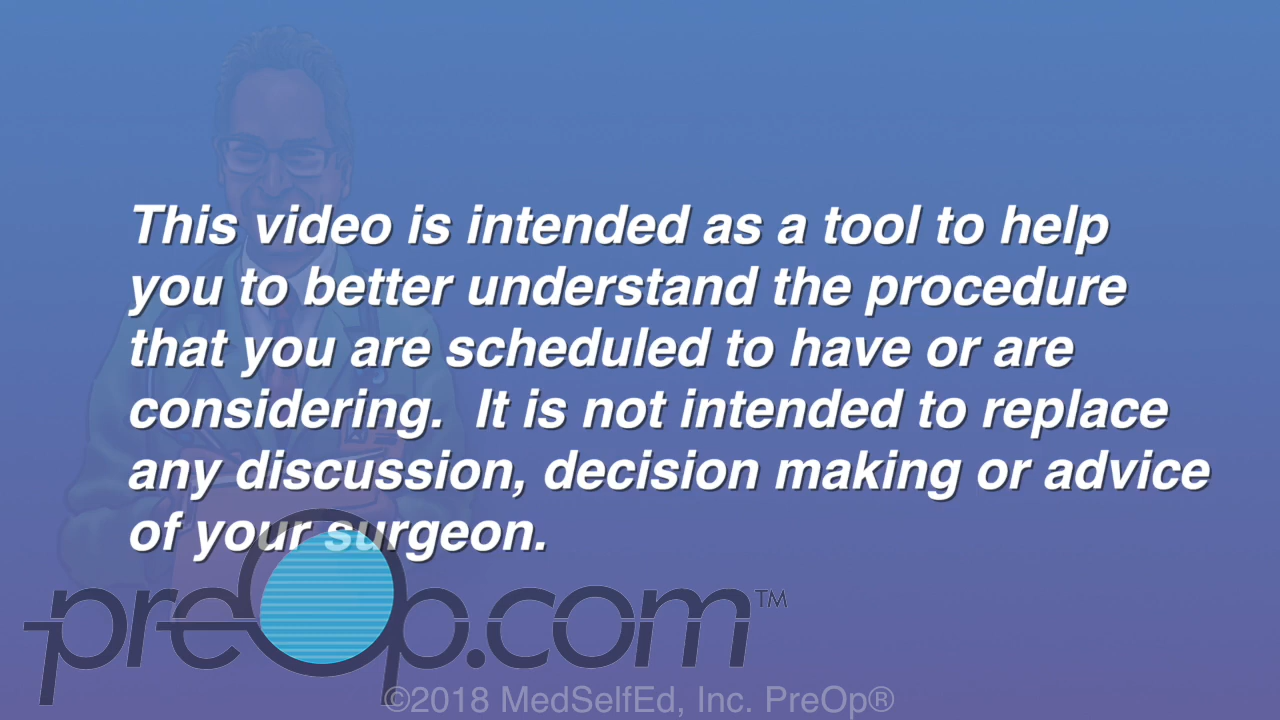 This video is intended as a tool to help
you to better understand the procedure
that you are scheduled to have or are
considering.  It is not intended to replace
any discussion, decision making or advice
of your surgeon.
preOp.com™
©2018 MedSelfEd, Inc. PreOp®